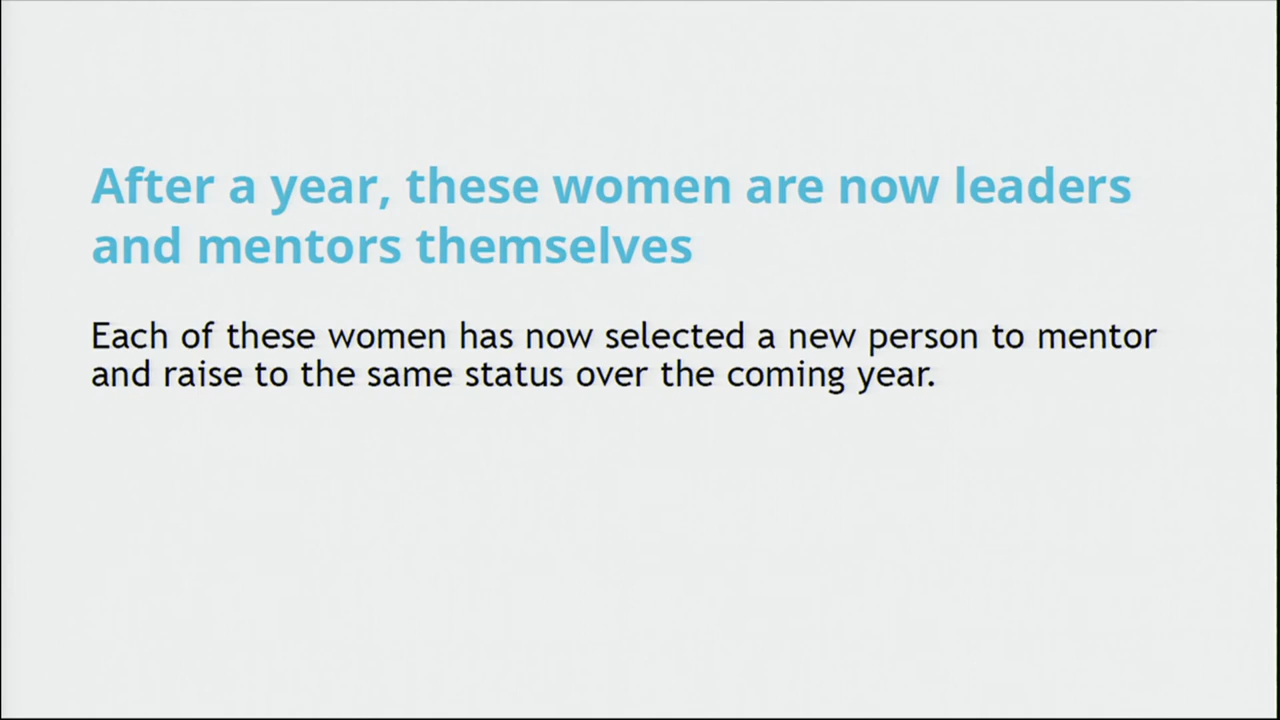 After a year, these women are now leaders
and mentors themselves
Each of these women has now selected a new person to mentor
and raise to the same status over the coming year.